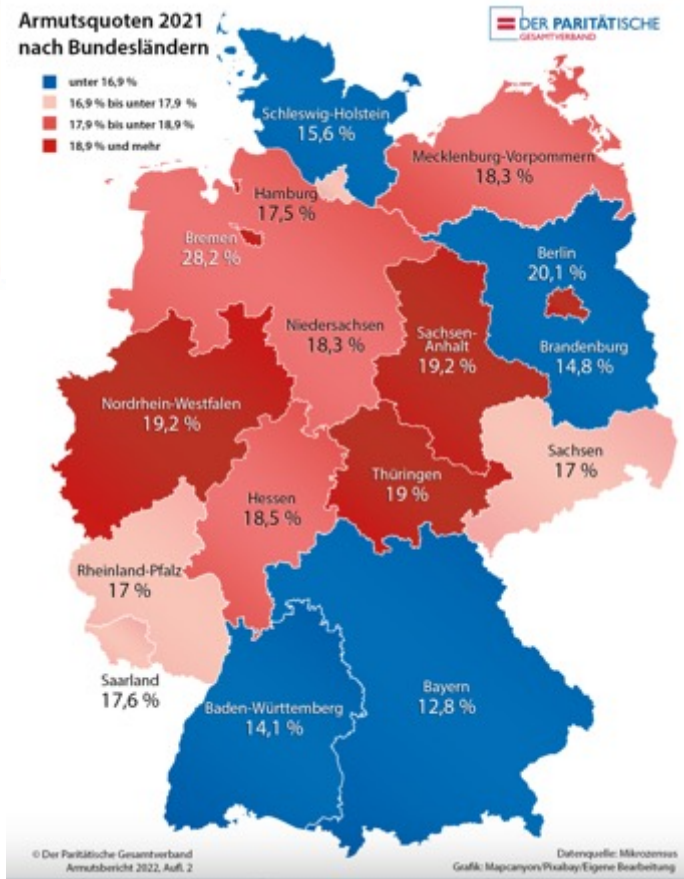 Armutsquoten 2021
nach Bundesländern
DER PARITÄTISCHE
GESAMTVERBAND
unter 16,9 %
16,9 % bis unter 17,9 %
17,9 % bis unter 18,9 %
18,9 % und mehr
Schleswig-Holstein
15,6 %
Mecklenburg-Vorpommern
18,3 %
Hamburg
17,5 %
Bremen
28,2 %
Berlin
20,1 %
Niedersachsen
18,3 %
Sachsen-
Anhalt
19,2 %
Brandenburg
14,8 %
Nordrhein-Westfalen
19,2 %
Sachsen
17 %
Thüringen
19 %
Hessen
18,5 %
Rheinland-Pfalz
17 %
Saarland
17,6 %
Baden-Württemberg
14,1 %
Bayern
12,8 %
© Der Paritätische Gesamtverband
Armutsbericht 2022, Aufl. 2
Datenquelle: Mikrozensus
Grafik: Mapcanyon/Pixabay/Eigene Bearbeitung